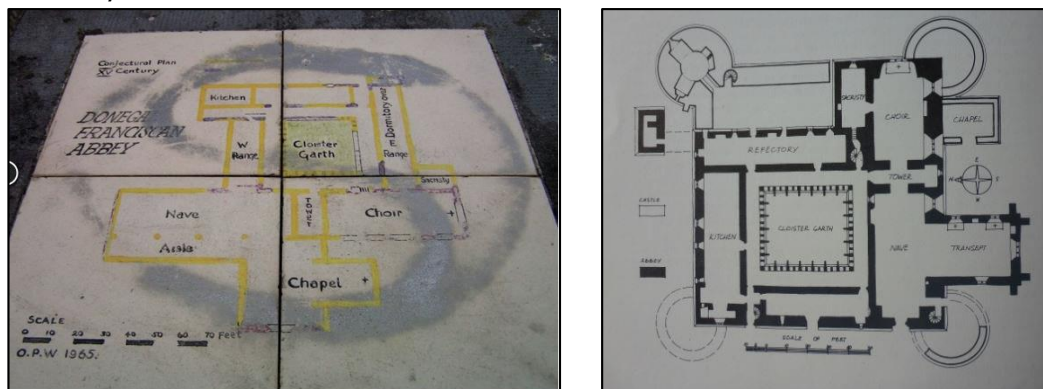 Conjectural Plan
XV Century
DONEGAL
FRANCISCAN
ABBEY
Kitchen
W
Range
Cloister
Garth
Dormitory over
E
Range
Sacristy
Nave
Aisle
TOWER
Choir
Chapel
SCALE
0 10 20 30 40 50 60 70 Feet
O.P.W 1965.
SACRISTY
CHOIR
CHAPEL
REFECTORY
TOWER
CASTLE
KITCHEN
CLOISTER GARTH
NAVE
TRANSEPT
ABBEY
SCALE OF FEET
E
N